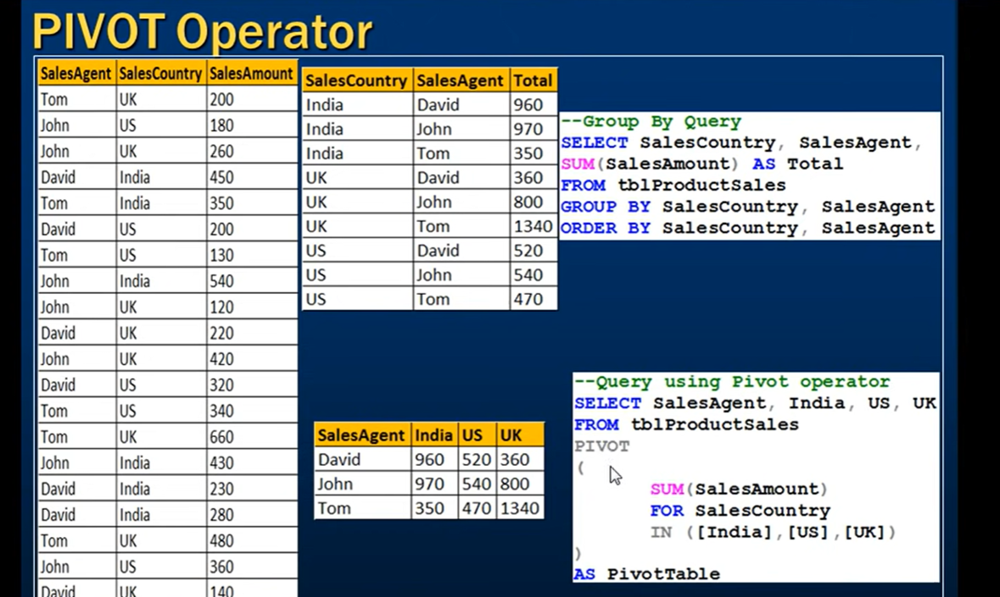 PIVOT Operator
SalesAgent SalesCountry SalesAmount
Tom UK 200
John US 180
John UK 260
David India 450
Tom India 350
David US 200
Tom US 130
John India 540
John UK 120
David UK 220
John UK 420
David US 320
Tom US 340
Tom UK 660
John India 430
David India 230
David India 280
Tom UK 480
John US 360
David UK 140
SalesCountry SalesAgent Total
India David 960
India John 970
India Tom 350
UK David 360
UK John 800
UK Tom 1340
US David 520
US John 540
US Tom 470
--Group By Query
SELECT SalesCountry, SalesAgent,
SUM(SalesAmount) AS Total
FROM tblProductSales
GROUP BY SalesCountry, SalesAgent
ORDER BY SalesCountry, SalesAgent
SalesAgent India US UK
David 960 520 360
John 970 540 800
Tom 350 470 1340
--Query using Pivot operator
SELECT SalesAgent, India, US, UK
FROM tblProductSales
PIVOT
(
SUM(SalesAmount)
FOR SalesCountry
IN ([India],[US],[UK])
)
AS PivotTable